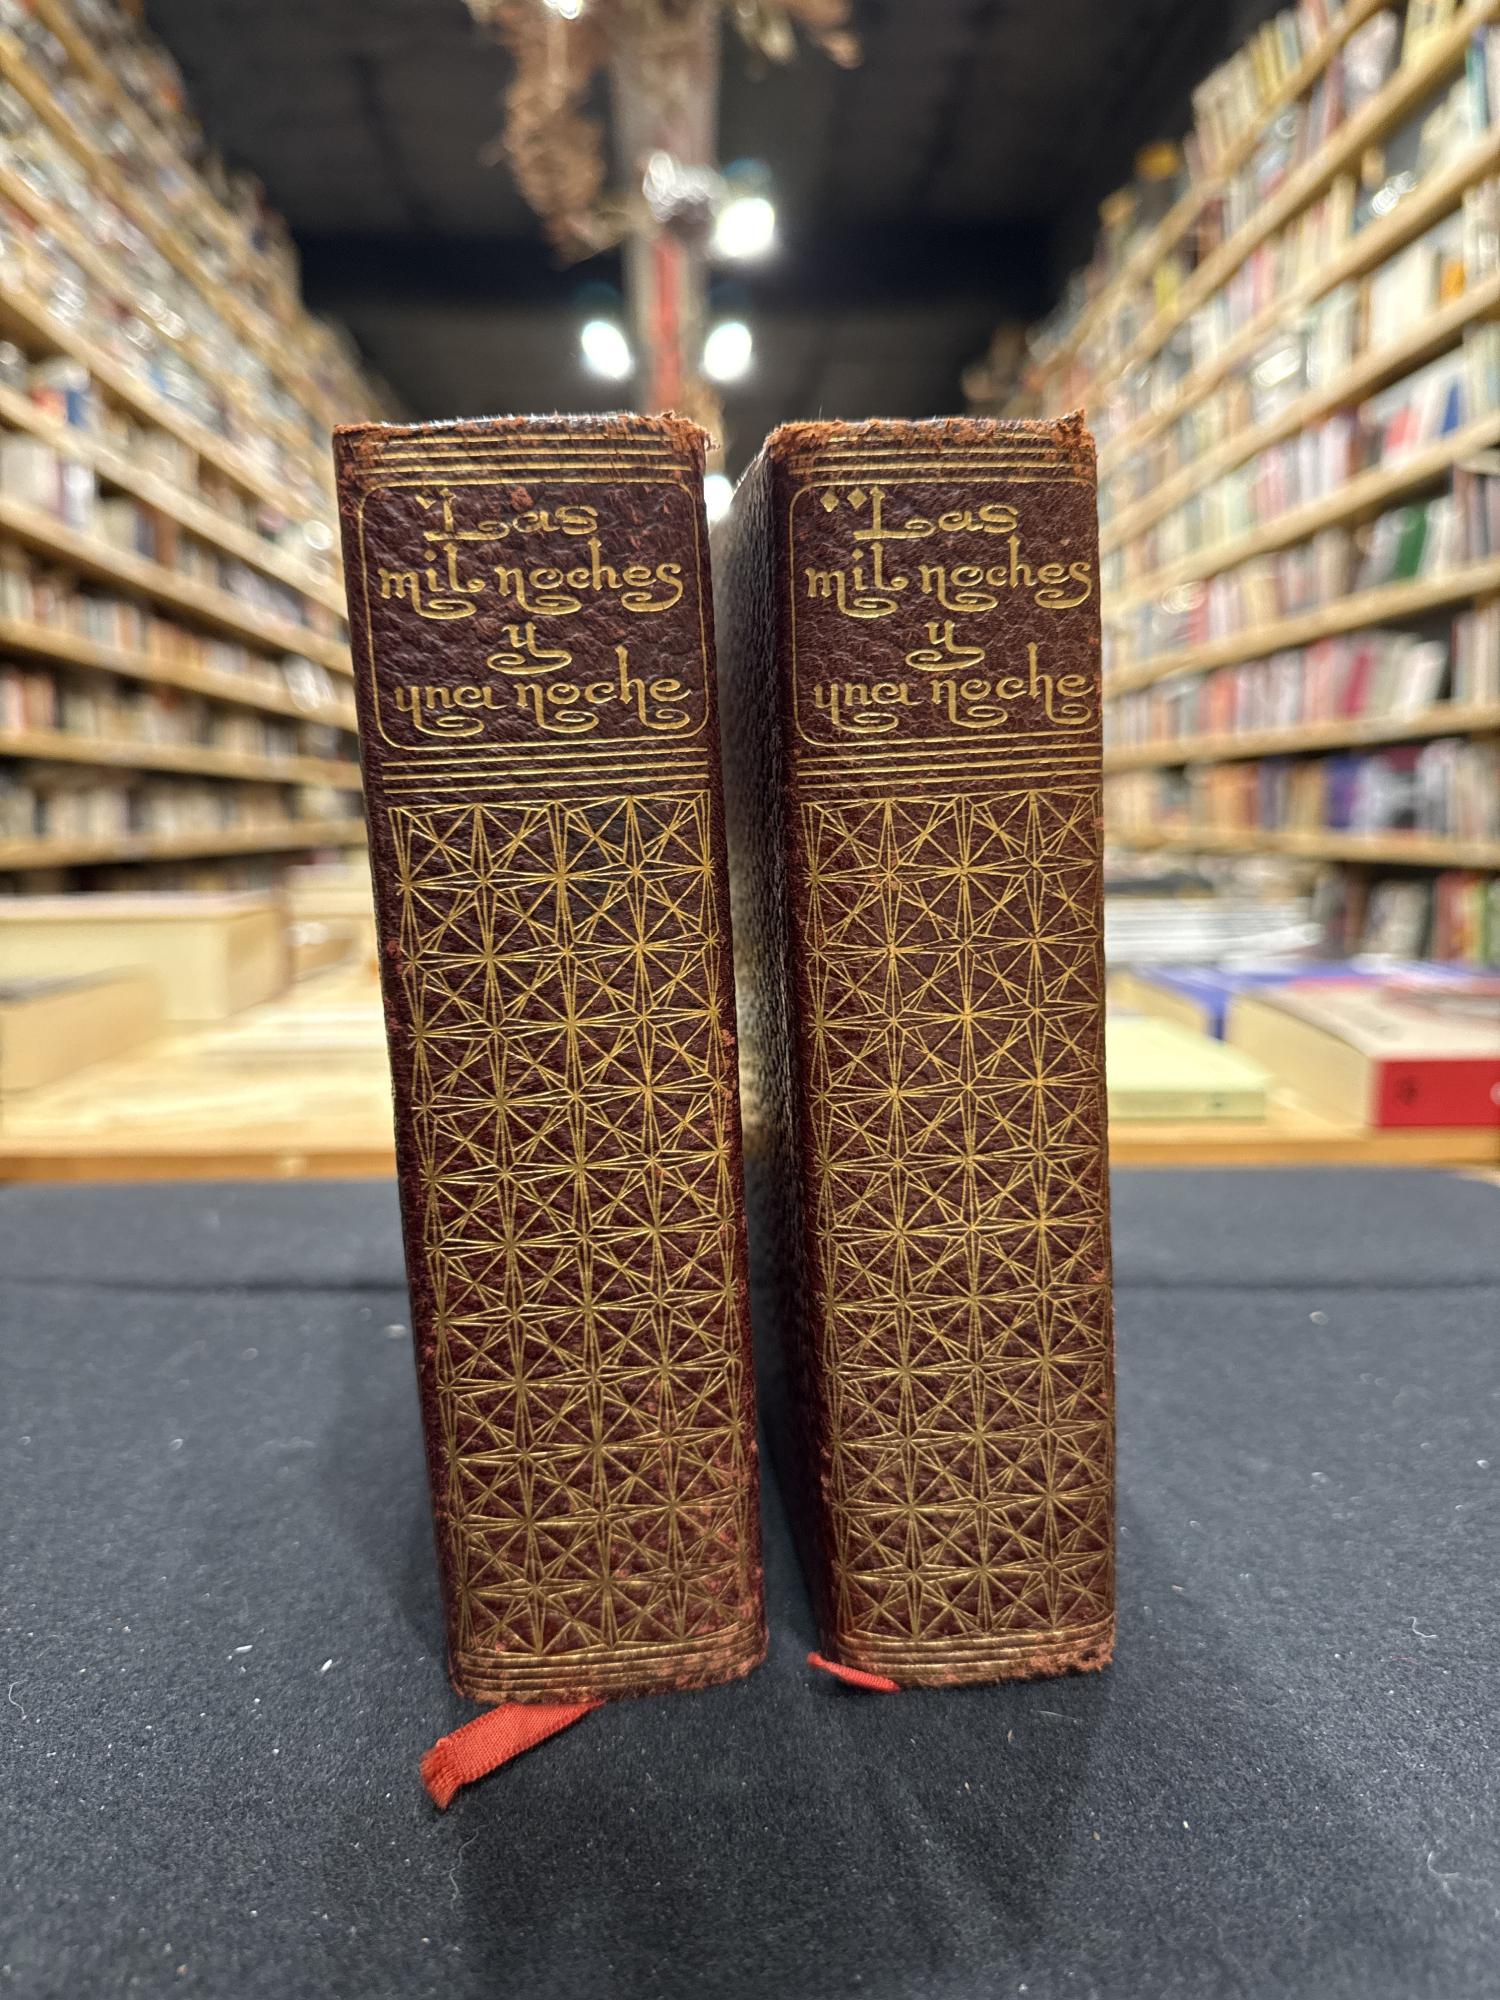 Las
mil noches
y
una noche
Las
mil noches
y
una noche